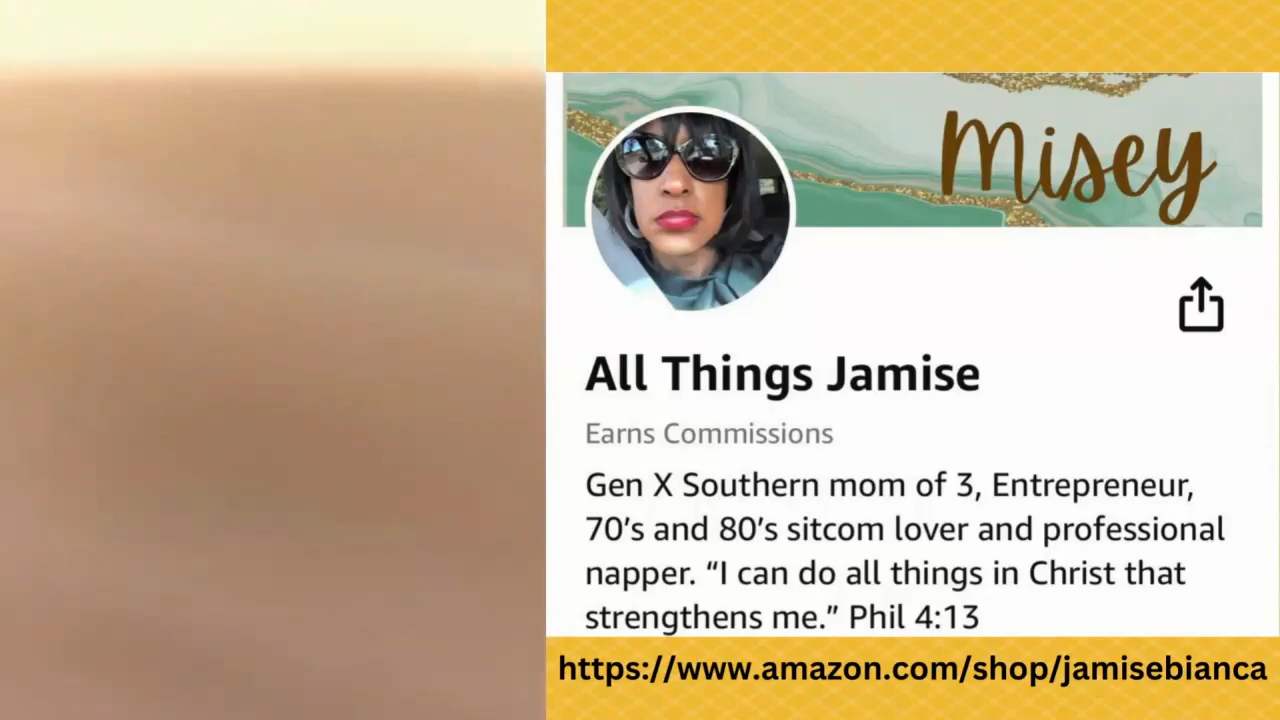 Misey
All Things Jamise
Earns Commissions
Gen X Southern mom of 3, Entrepreneur,
70’s and 80’s sitcom lover and professional
napper. “I can do all things in Christ that
strengthens me.” Phil 4:13
https://www.amazon.com/shop/jamisebianca